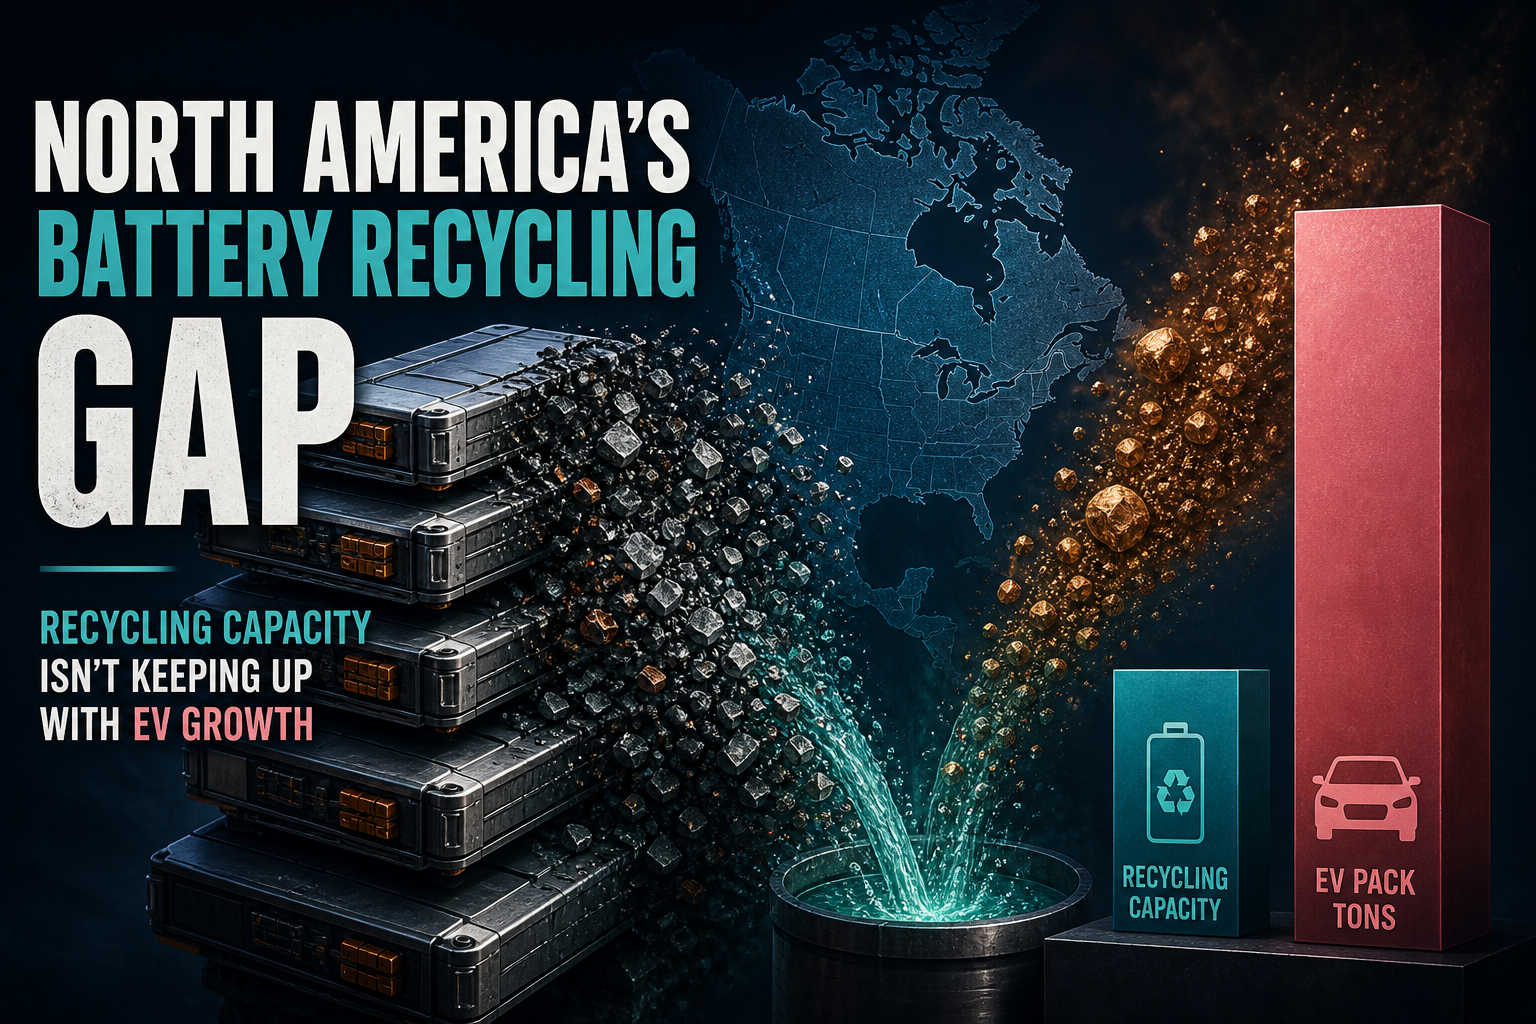 NORTH AMERICA'S
BATTERY RECYCLING
GAP
RECYCLING CAPACITY
ISN'T KEEPING UP
WITH EV GROWTH
RECYCLING
CAPACITY
EV PACK
TONS